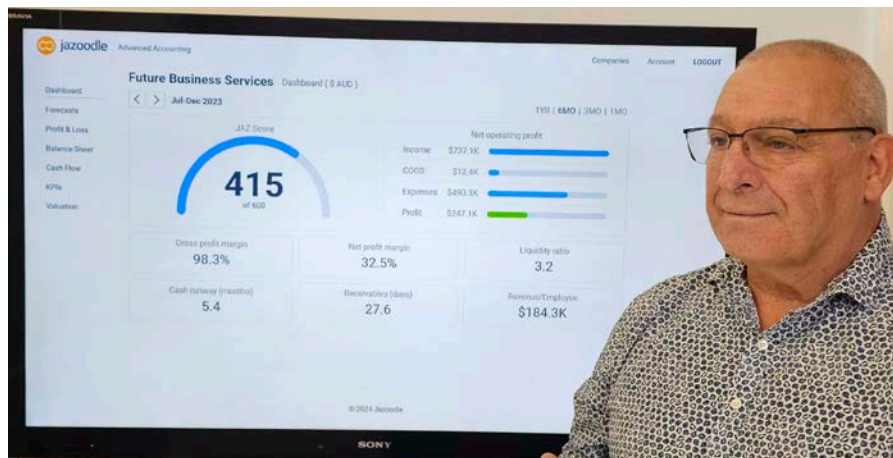 BRAVIA
jazoodle Advanced Accounting
Companies Account LOGOUT
Future Business Services Dashboard ( $ AUD )
< > Jul-Dec 2023
1YR | 6MO | 3MO | 1MO
Dashboard
Forecasts
Profit & Loss
Balance Sheet
Cash Flow
KPIs
Valuation
JAZ Score
415
of 600
Net operating profit
Income $737.1K
COGS $12.4K
Expenses $490.3K
Profit $247.1K
Gross profit margin
98.3%
Net profit margin
32.5%
Liquidity ratio
3.2
Cash runway (months)
5.4
Receivables (days)
27.6
Revenue/Employee
$184.3K
© 2024 Jazoodle
SONY